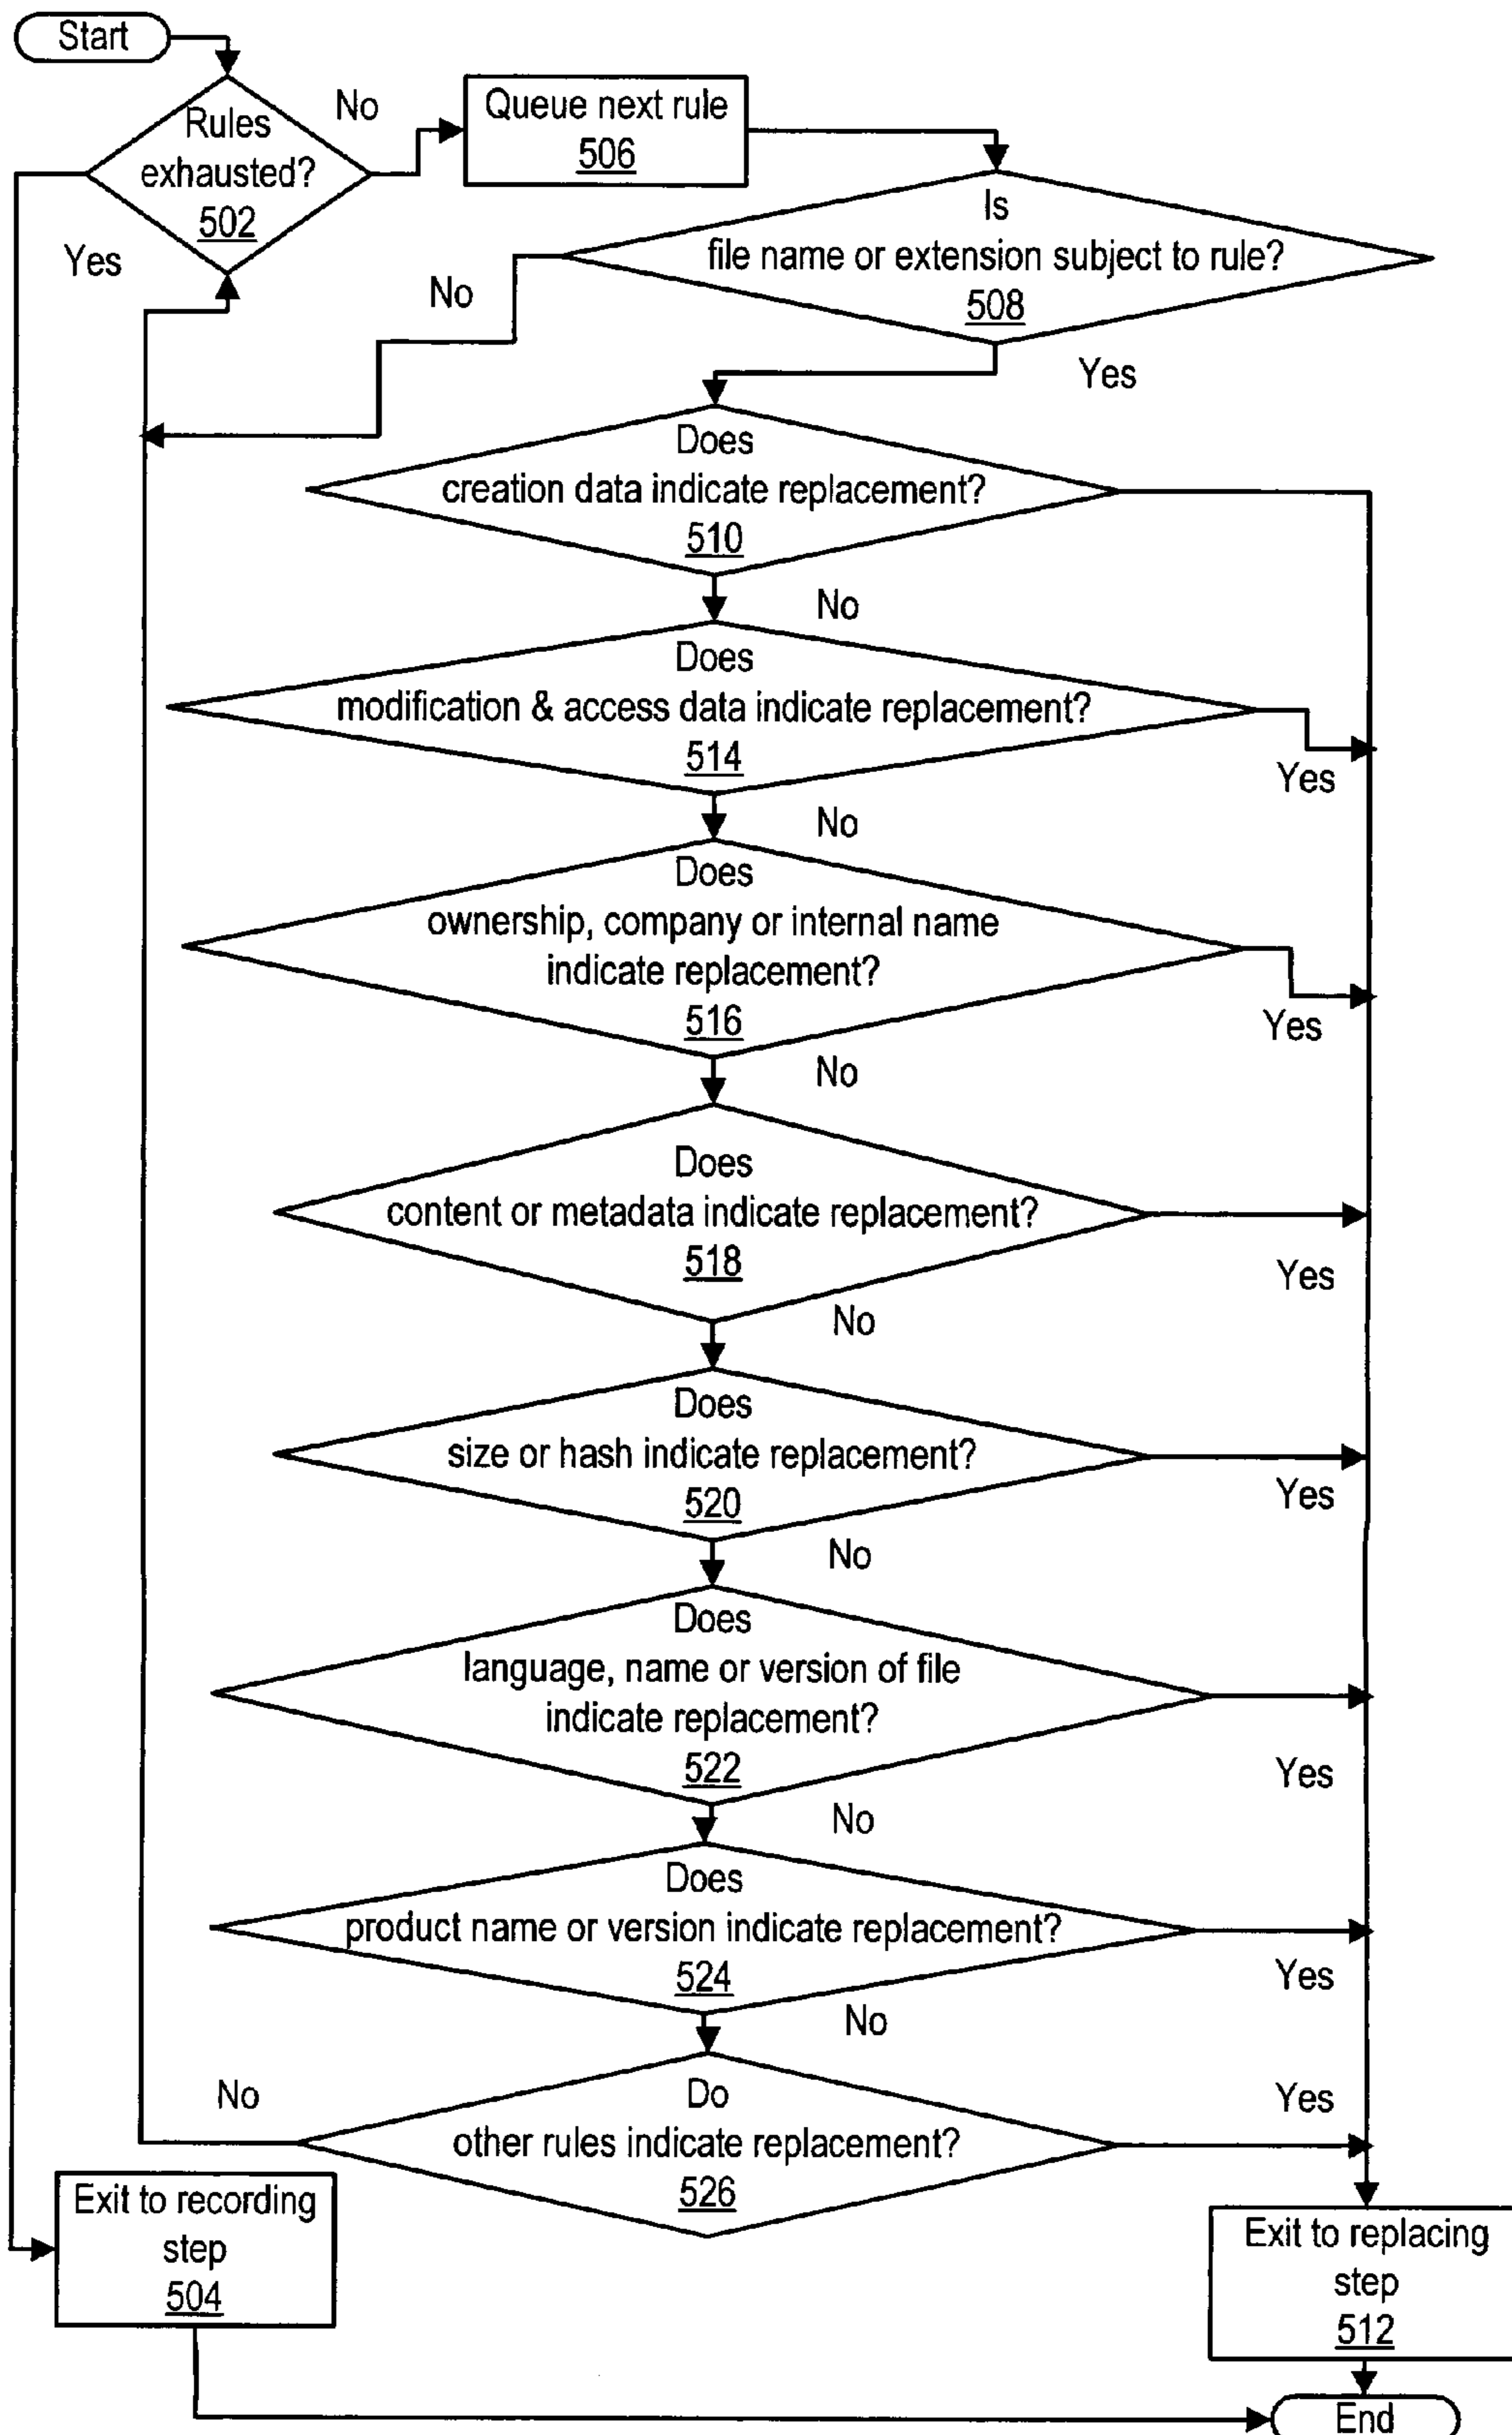 Start
Rules
exhausted?
502
No
Yes
Queue next rule
506
Is
file name or extension subject to rule?
508
No
Yes
Does
creation data indicate replacement?
510
No
Does
modification & access data indicate replacement?
514
Yes
No
Does
ownership, company or internal name
indicate replacement?
516
Yes
No
Does
content or metadata indicate replacement?
518
Yes
No
Does
size or hash indicate replacement?
520
Yes
No
Does
language, name or version of file
indicate replacement?
522
Yes
No
Does
product name or version indicate replacement?
524
Yes
No
Do
other rules indicate replacement?
526
No
Yes
Exit to recording
step
504
Exit to replacing
step
512
End